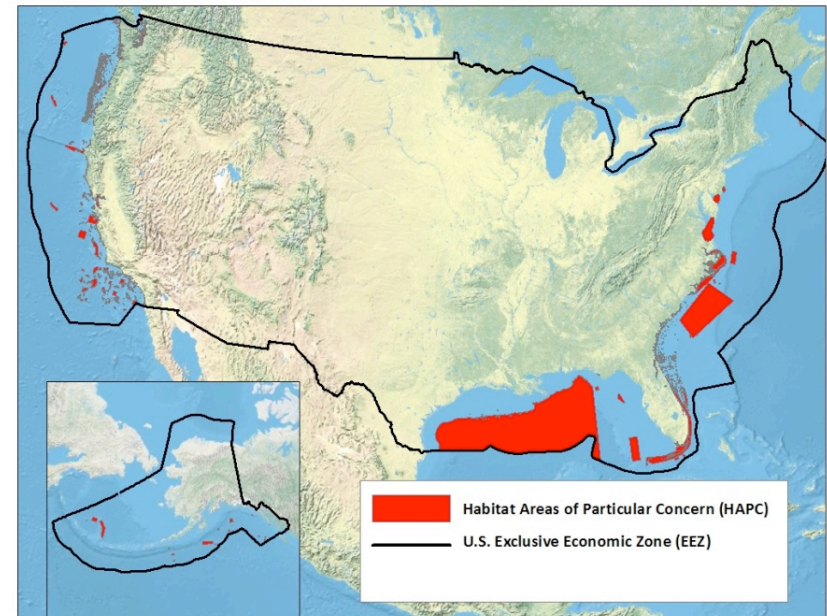 Habitat Areas of Particular Concern (HAPC)
U.S. Exclusive Economic Zone (EEZ)